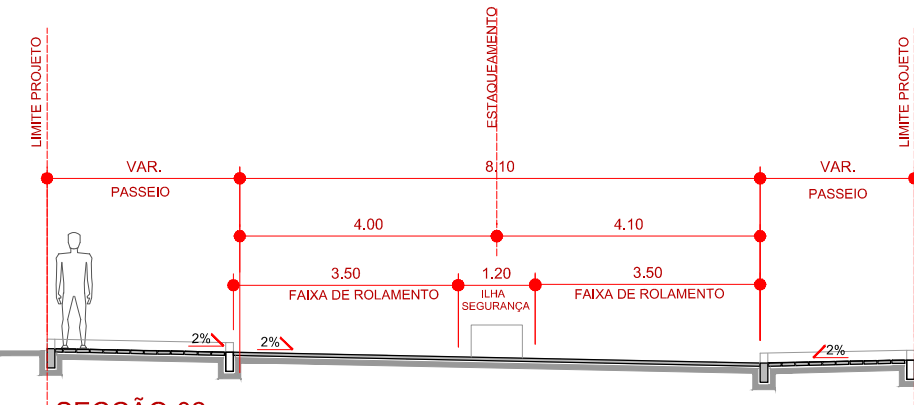 LIMITE PROJETO
ESTAQUEAMENTO
LIMITE PROJETO
VAR.
8.10
VAR.
PASSEIO
PASSEIO
4.00
4.10
3.50
1.20
3.50
FAIXA DE ROLAMENTO
ILHA
SEGURANÇA
FAIXA DE ROLAMENTO
2%
2%
2%